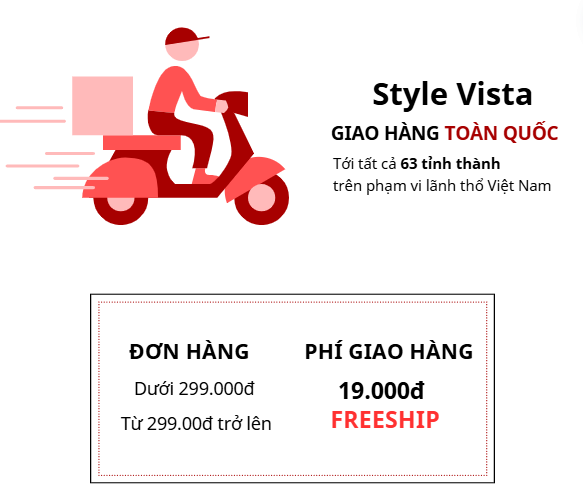 Style Vista
GIAO HÀNG TOÀN QUỐC
Tới tất cả 63 tỉnh thành
trên phạm vi lãnh thổ Việt Nam
ĐƠN HÀNG PHÍ GIAO HÀNG
Dưới 299.000đ 19.000đ
Từ 299.00đ trở lên FREESHIP